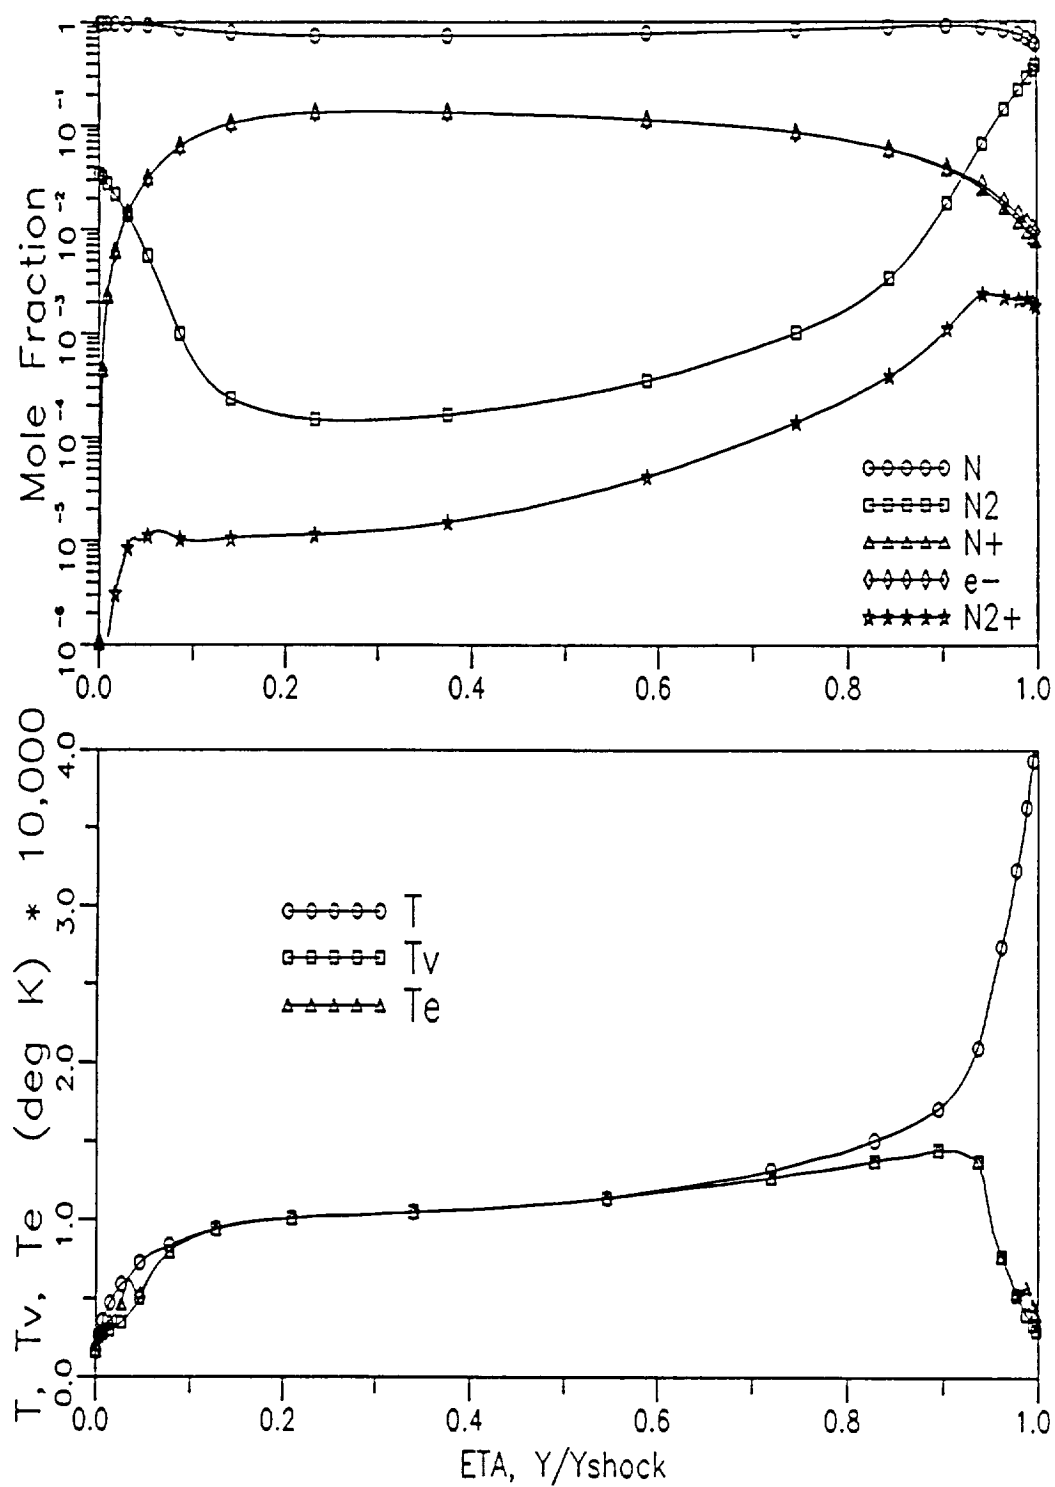 Mole Fraction
1
10⁻¹
10⁻²
10⁻³
10⁻⁴
10⁻⁵
10⁻⁶
N
N2
N+
e-
N2+
0.0 0.2 0.4 0.6 0.8 1.0
T, Tv, Te (deg K) * 10,000
4.0
3.0
2.0
1.0
0.0
T
Tv
Te
0.0 0.2 0.4 0.6 0.8 1.0
ETA, Y/Yshock